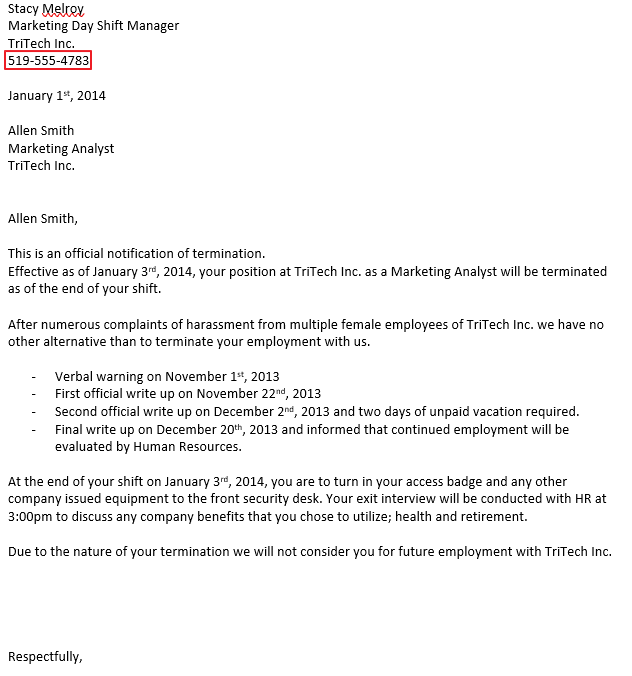 Stacy Melroy
Marketing Day Shift Manager
TriTech Inc.
519-555-4783
January 1st, 2014
Allen Smith
Marketing Analyst
TriTech Inc.
Allen Smith,
This is an official notification of termination.
Effective as of January 3rd, 2014, your position at TriTech Inc. as a Marketing Analyst will be terminated
as of the end of your shift.
After numerous complaints of harassment from multiple female employees of TriTech Inc. we have no
other alternative than to terminate your employment with us.
- Verbal warning on November 1st, 2013
- First official write up on November 22nd, 2013
- Second official write up on December 2nd, 2013 and two days of unpaid vacation required.
- Final write up on December 20th, 2013 and informed that continued employment will be
evaluated by Human Resources.
At the end of your shift on January 3rd, 2014, you are to turn in your access badge and any other
company issued equipment to the front security desk. Your exit interview will be conducted with HR at
3:00pm to discuss any company benefits that you chose to utilize; health and retirement.
Due to the nature of your termination we will not consider you for future employment with TriTech Inc.
Respectfully,